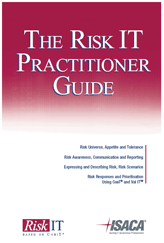 THE RISK IT
PRACTITIONER
GUIDE
Risk Universe, Appetite and Tolerance
Risk Awareness, Communication and Reporting
Expressing and Describing Risk, Risk Scenarios
Risk Responses and Prioritisation
Using COBIT® and Val IT™
Risk IT
BASED ON COBIT®
ISACA®